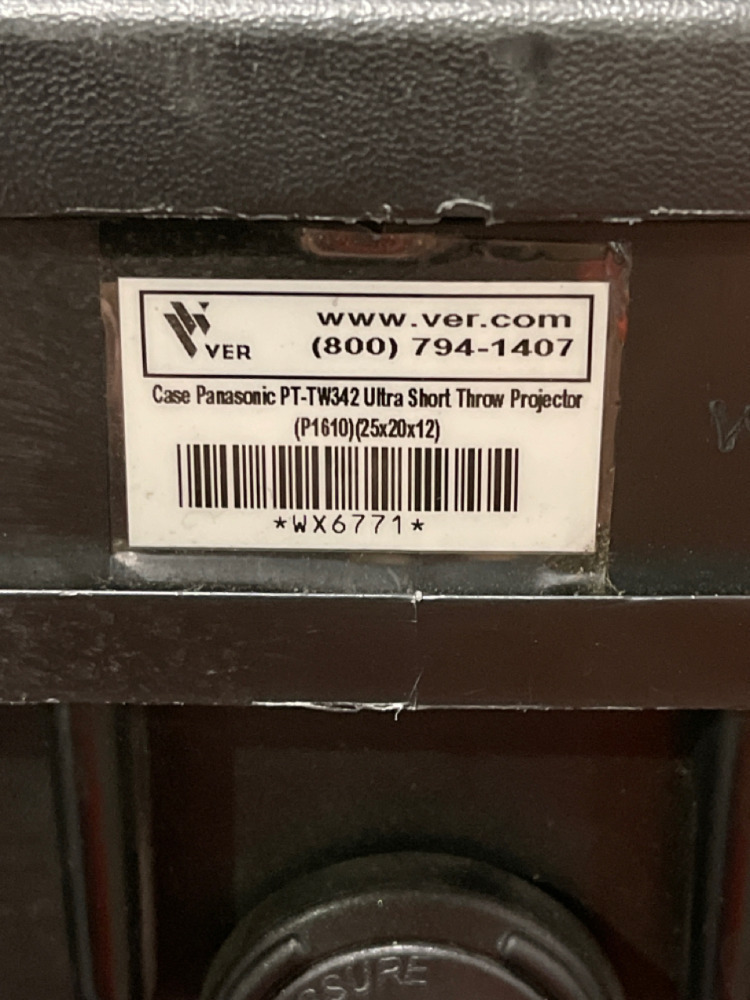 www.ver.com
VER
(800) 794-1407
Case Panasonic PT-TW342 Ultra Short Throw Projector
(P1610)(25x20x12)
*WX6771*